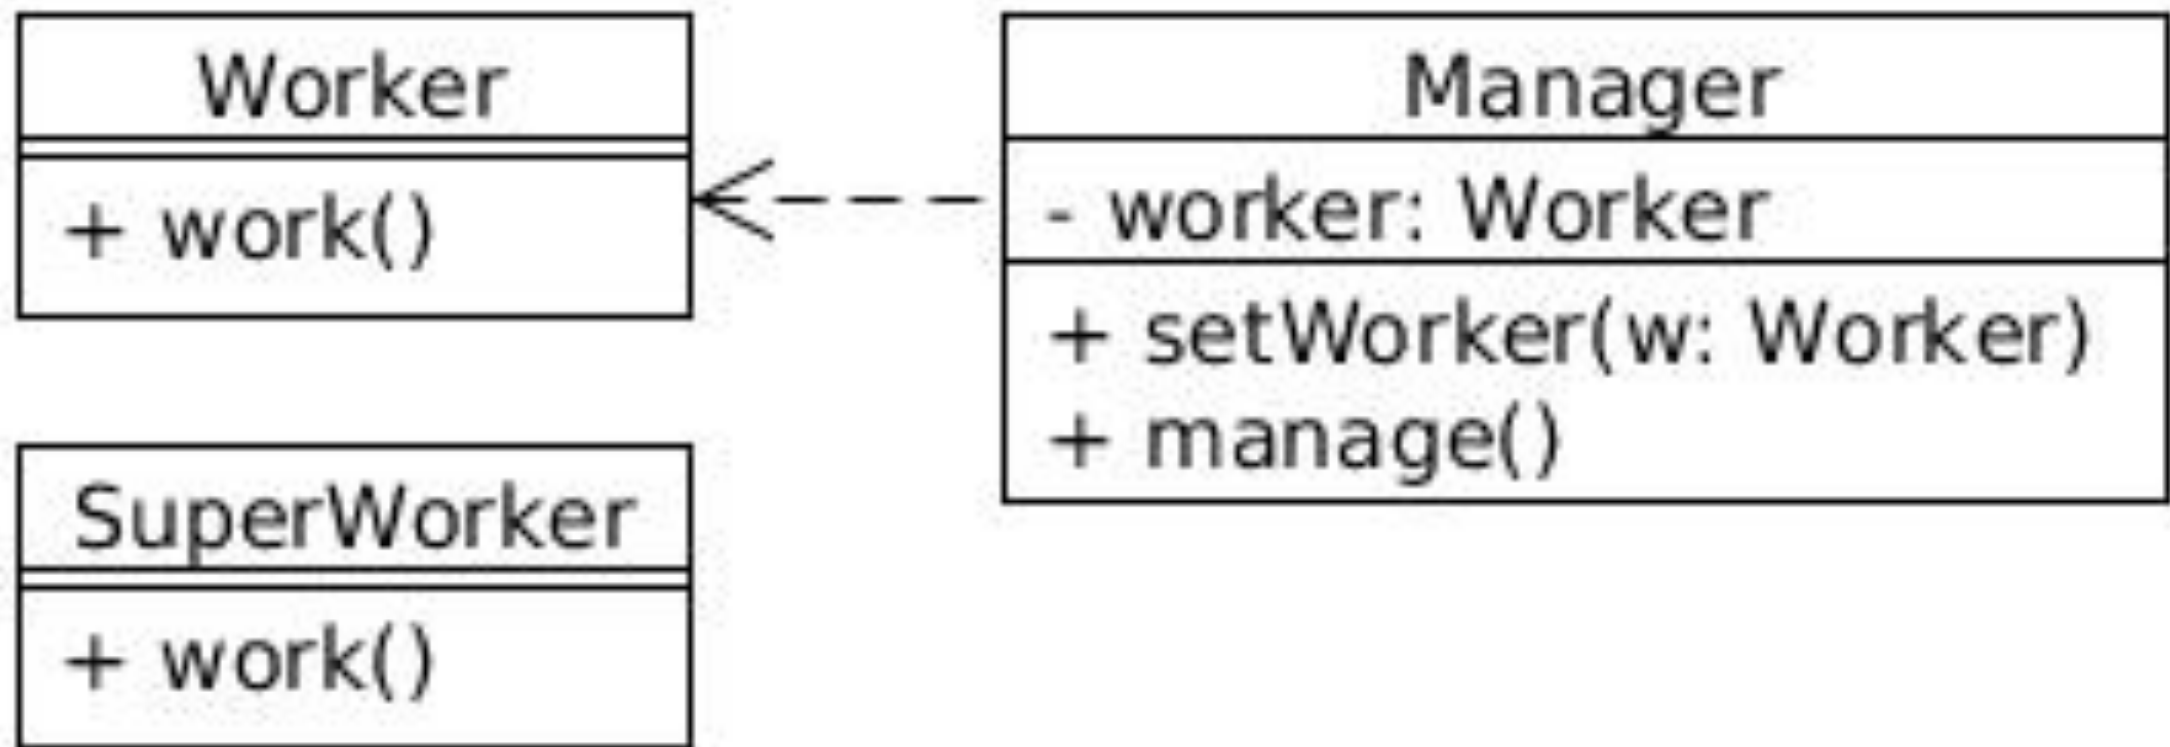 Worker
+ work()
Manager
- worker: Worker
+ setWorker(w: Worker)
+ manage()
SuperWorker
+ work()